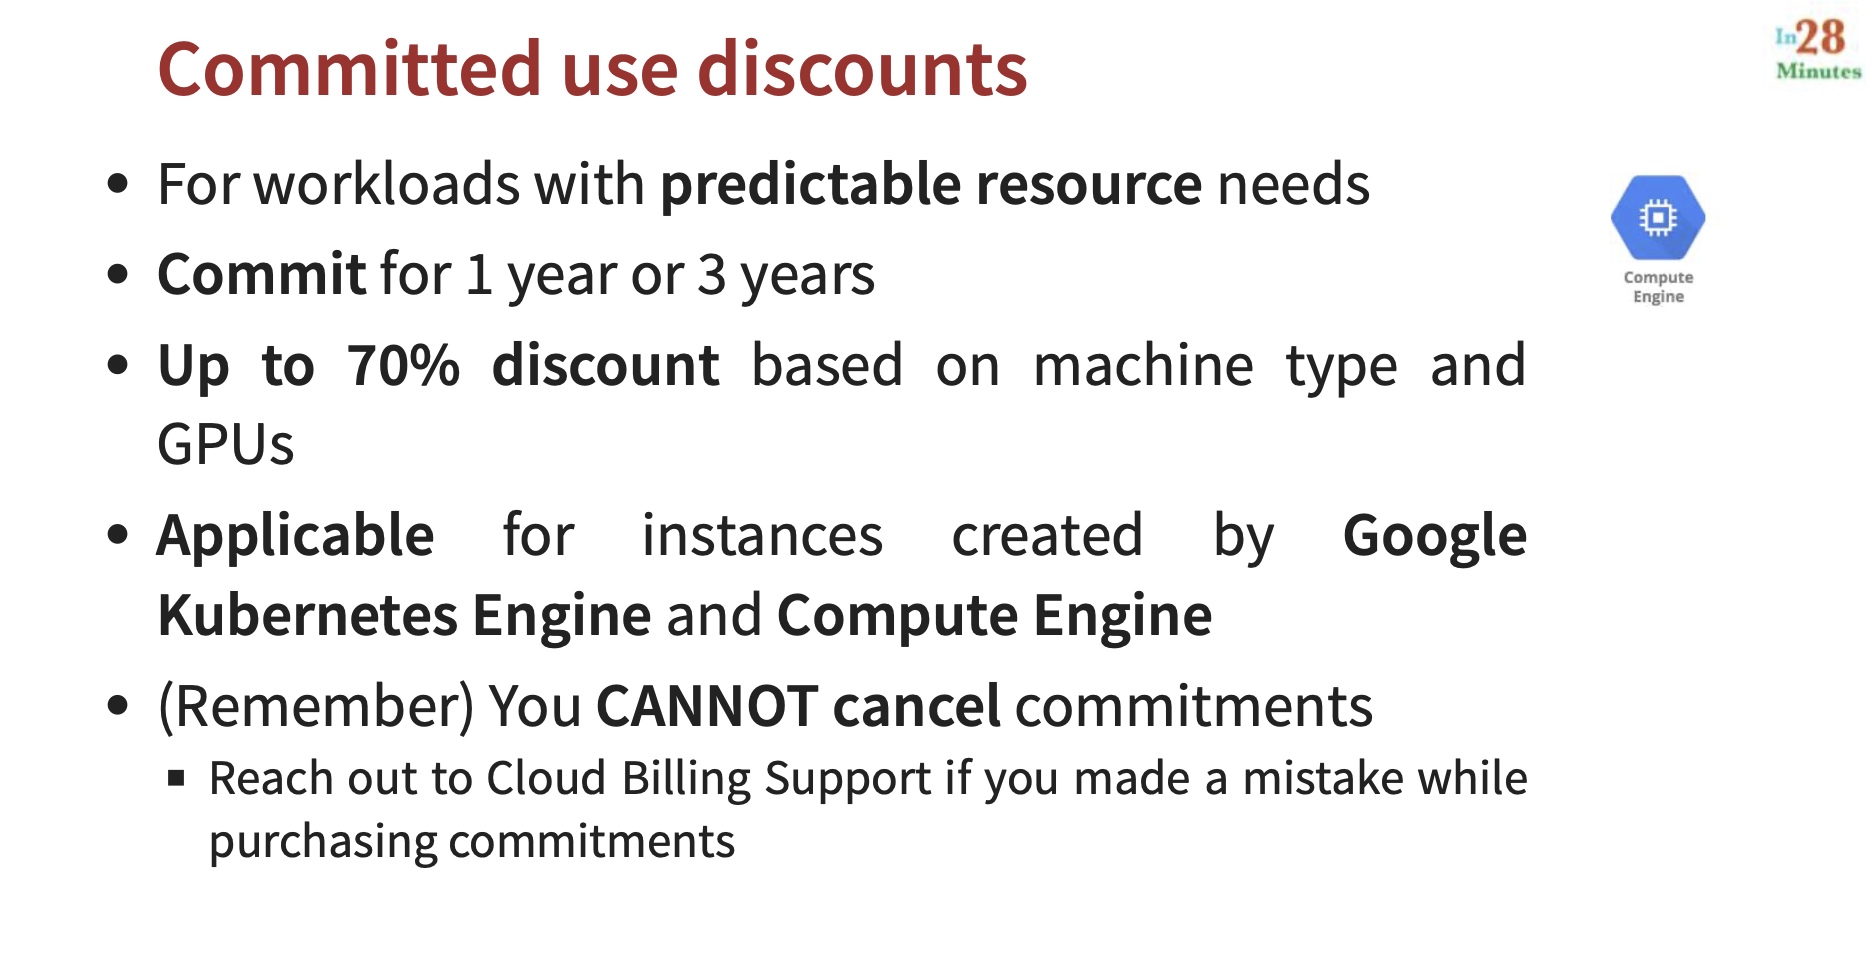 Committed use discounts
In28
Minutes
• For workloads with predictable resource needs
• Commit for 1 year or 3 years
• Up to 70% discount based on machine type and
GPUs
• Applicable for instances created by Google
Kubernetes Engine and Compute Engine
• (Remember) You CANNOT cancel commitments
▪ Reach out to Cloud Billing Support if you made a mistake while
purchasing commitments
Compute
Engine